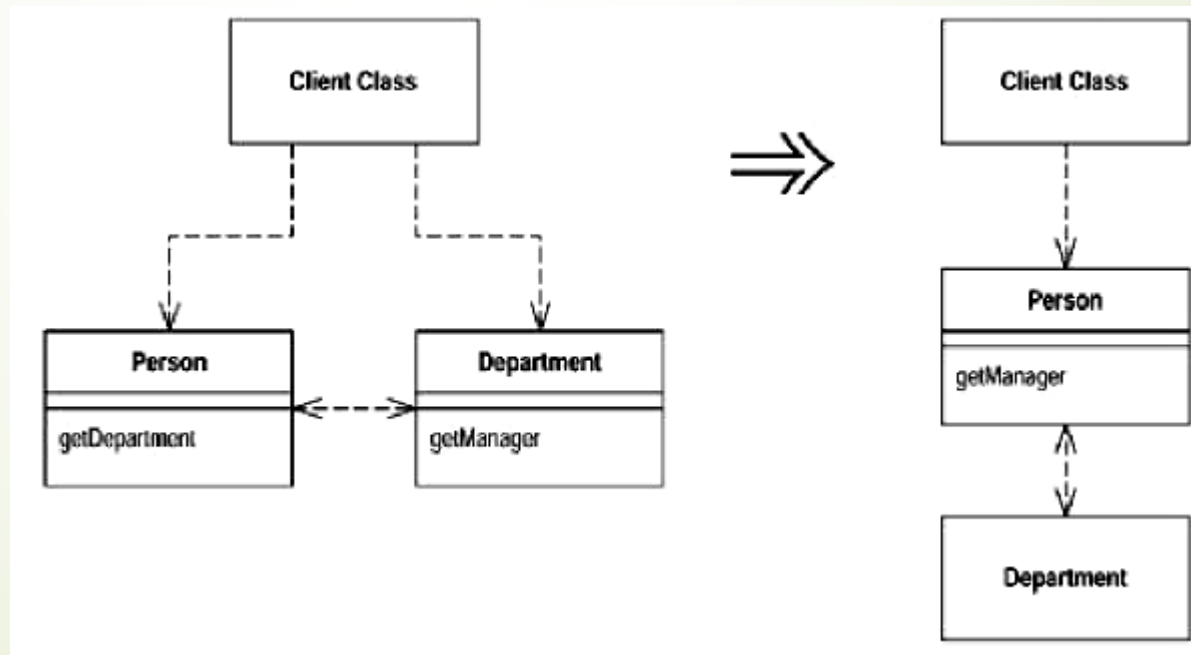 Client Class
Person
getDepartment
Department
getManager
Client Class
Person
getManager
Department